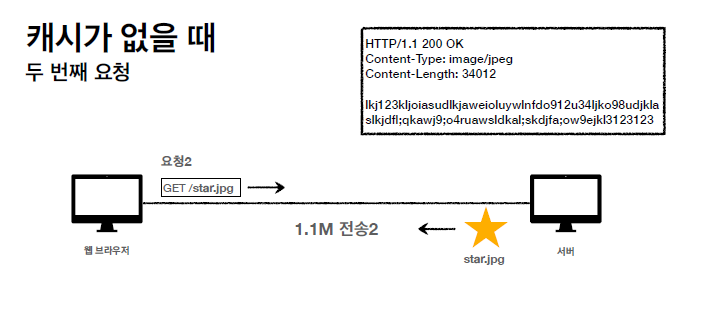 캐시가 없을 때
두 번째 요청
HTTP/1.1 200 OK
Content-Type: image/jpeg
Content-Length: 34012
lkj123kljoiasudlkjaweioluywlnfdo912u34ljko98udjkla
slkjdfl;qkawj9;o4ruawsldkal;skdjfa;ow9ejkl3123123
요청2
GET /star.jpg
1.1M 전송2
star.jpg
웹 브라우저
서버